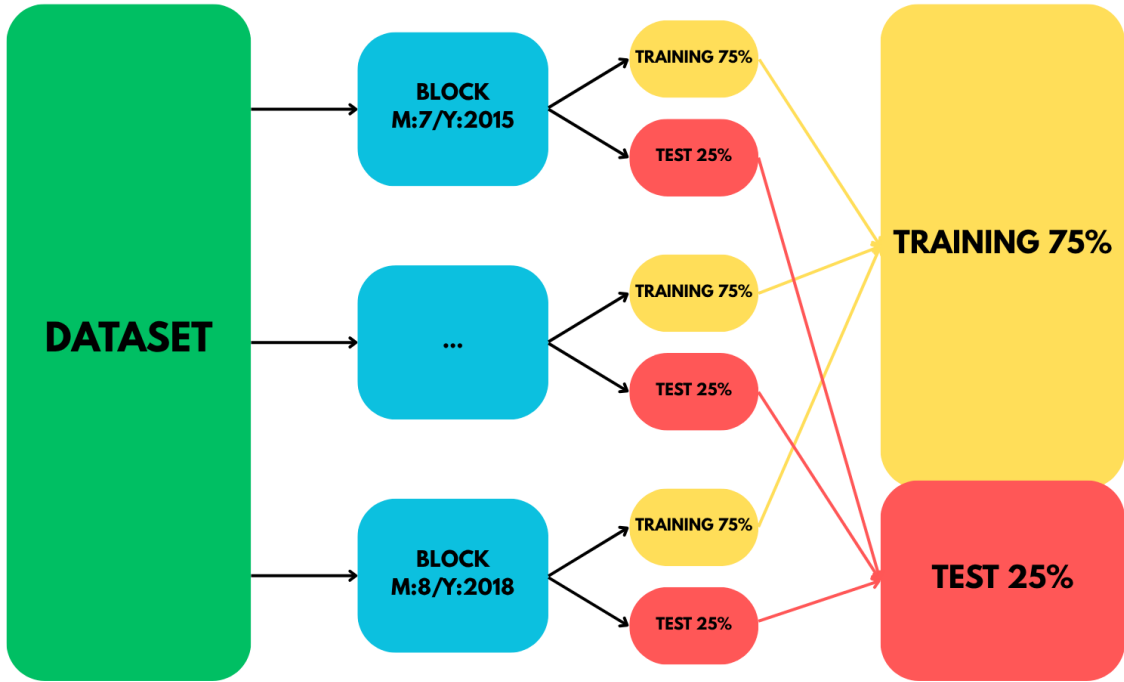 DATASET
BLOCK
M:7/Y:2015
TRAINING 75%
TEST 25%
...
TRAINING 75%
TEST 25%
BLOCK
M:8/Y:2018
TRAINING 75%
TEST 25%
TRAINING 75%
TEST 25%